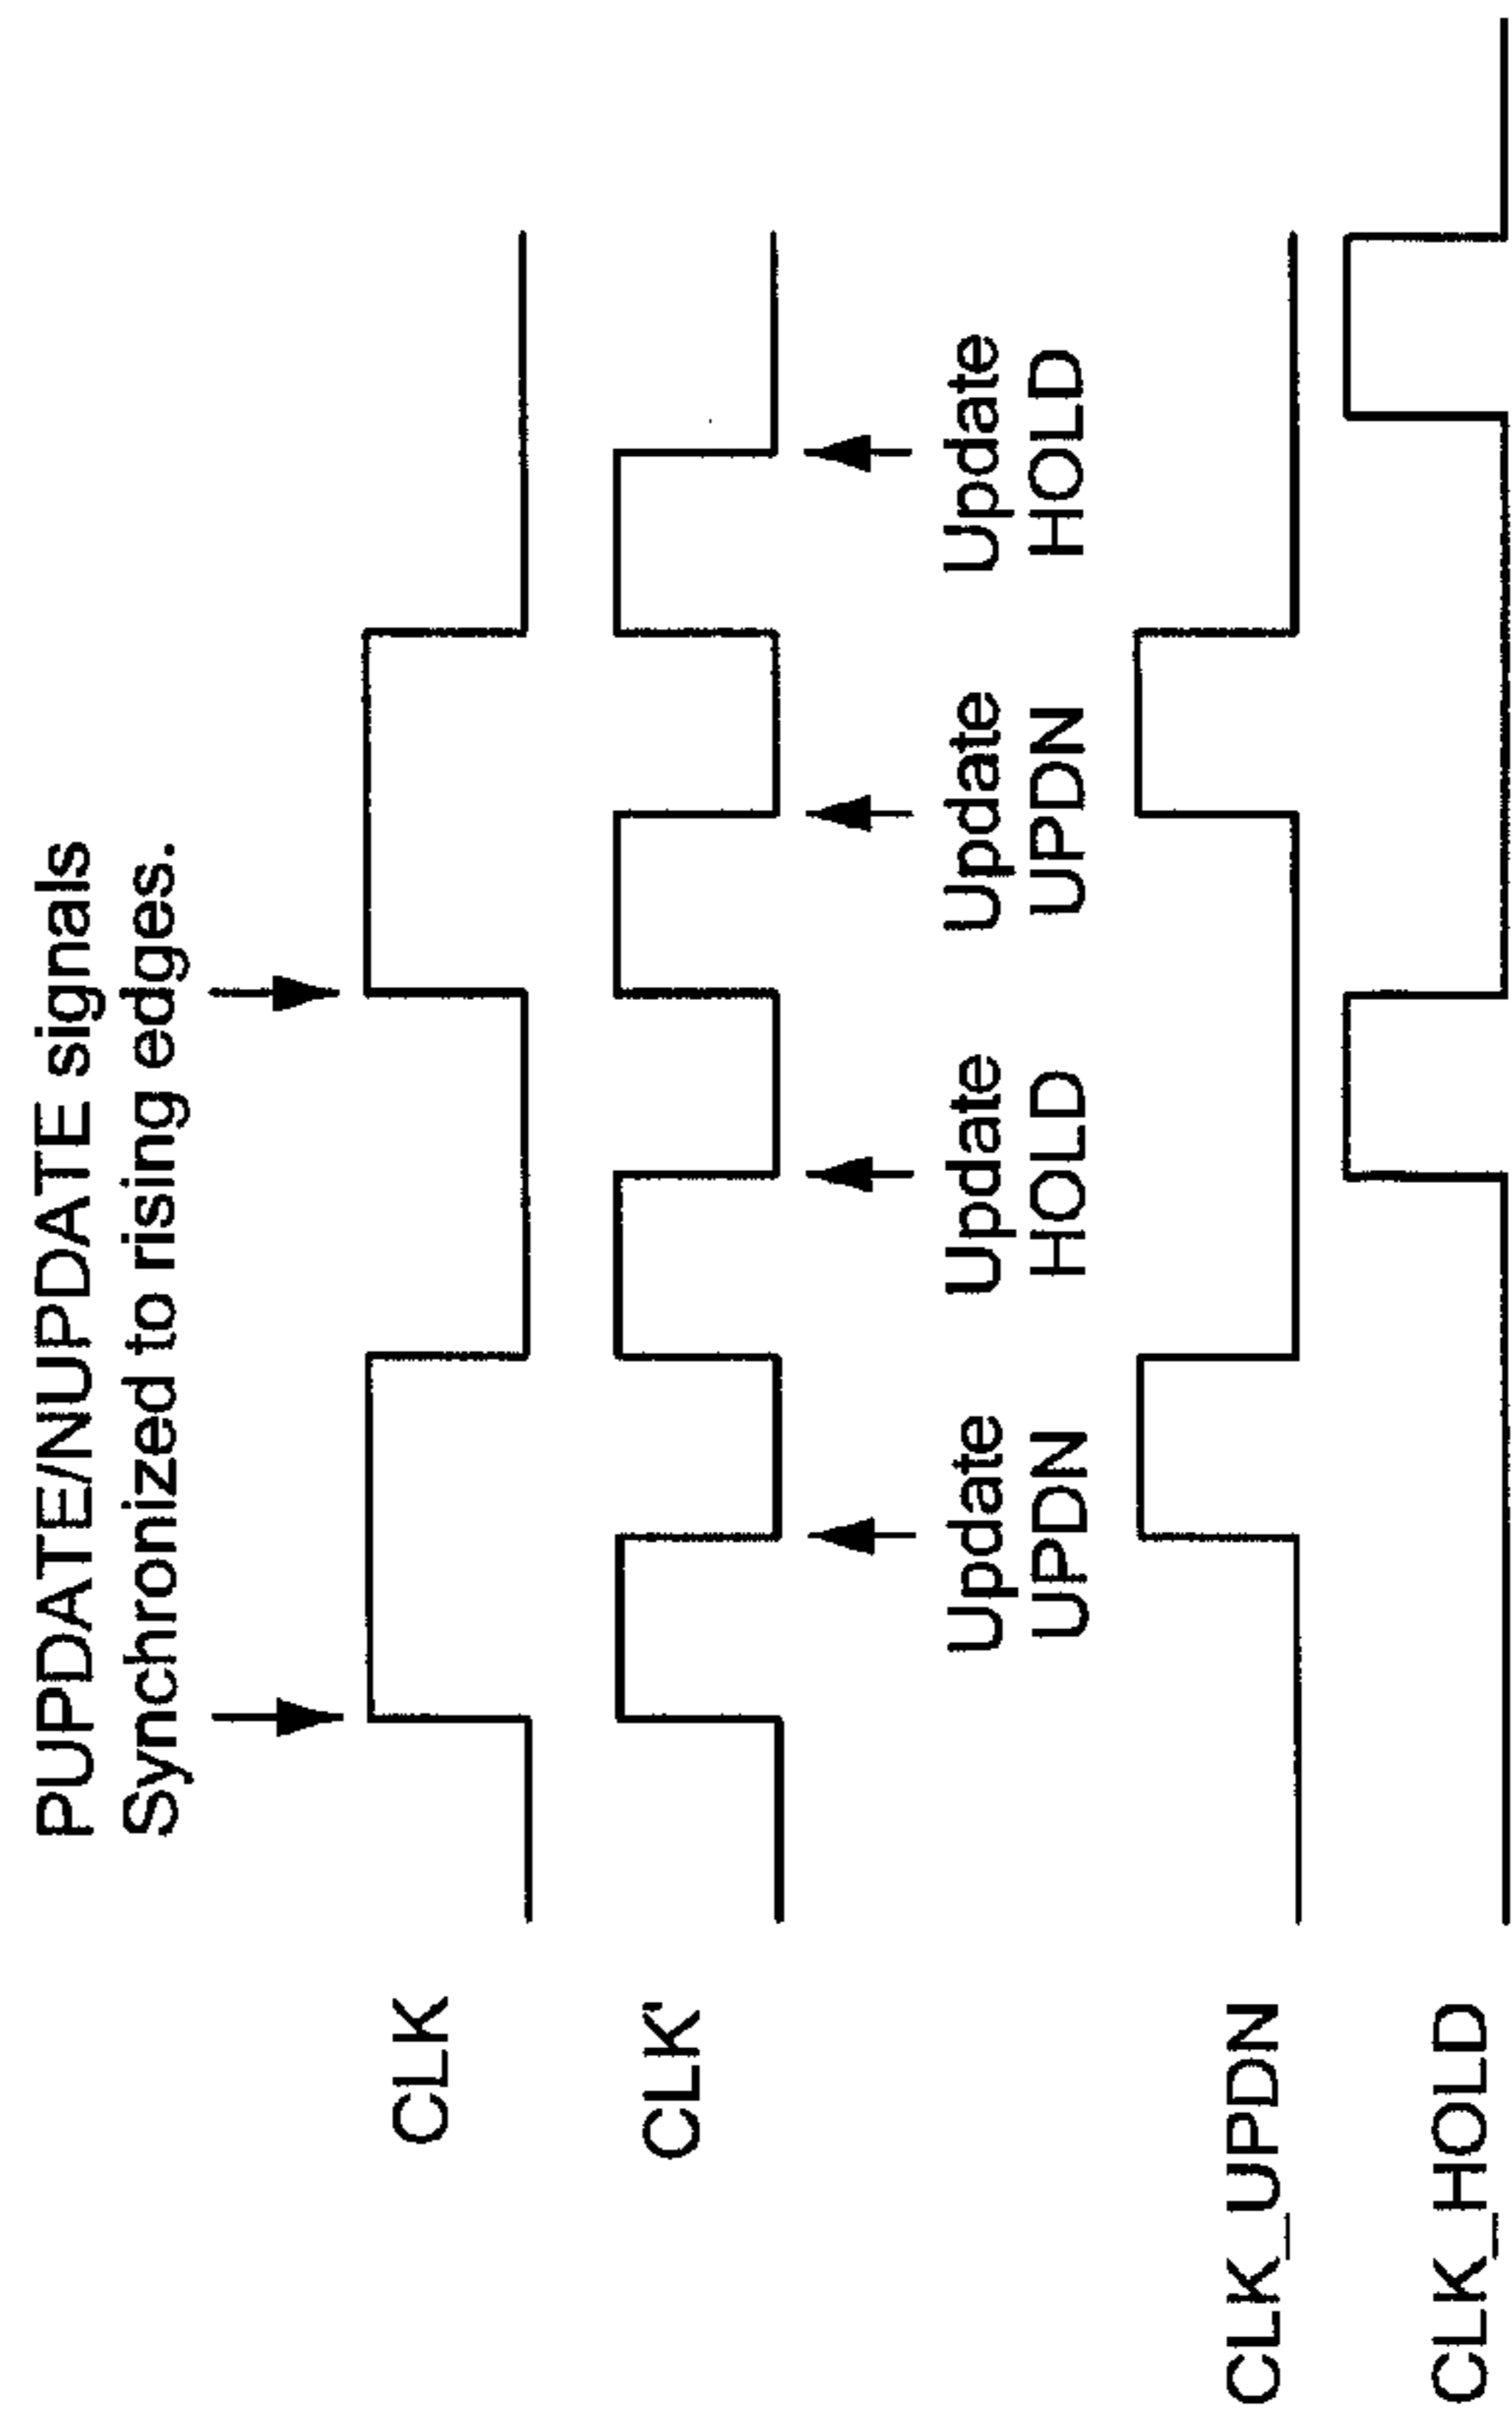 PUPDATE/NUPDATE signals
Synchronized to rising edges.
CLK
CLK'
Update
UPDN
Update
HOLD
Update
UPDN
Update
HOLD
CLK_UPDN
CLK_HOLD